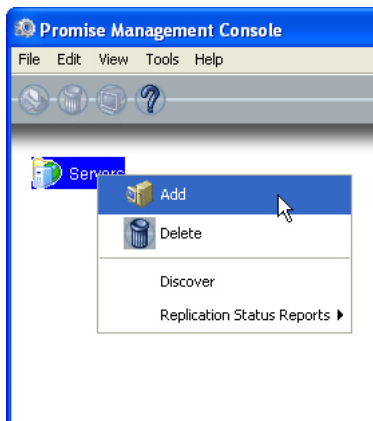 Promise Management Console
File Edit View Tools Help
Servers
Add
Delete
Discover
Replication Status Reports